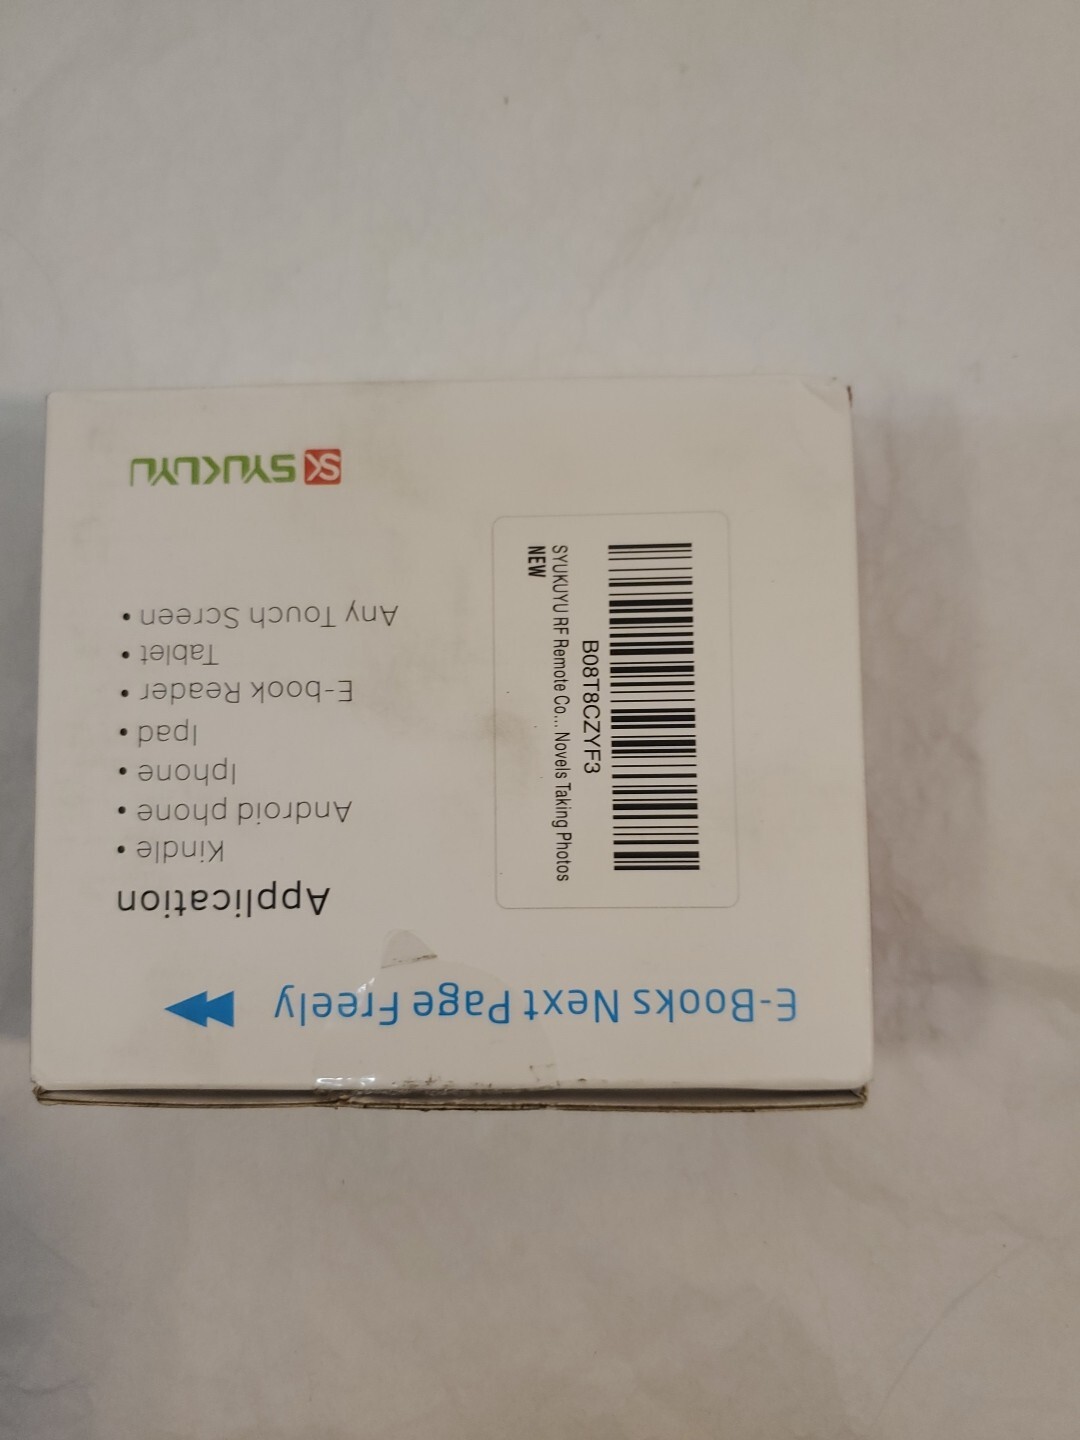 E-Books Next Page Freely
Application
• Kindle
• Android phone
• Iphone
• Ipad
• E-book Reader
• Tablet
• Any Touch Screen
SK SYUKUYU
B08T8CZYF3
SYUKUYU RF Remote Co... Novels Taking Photos
NEW